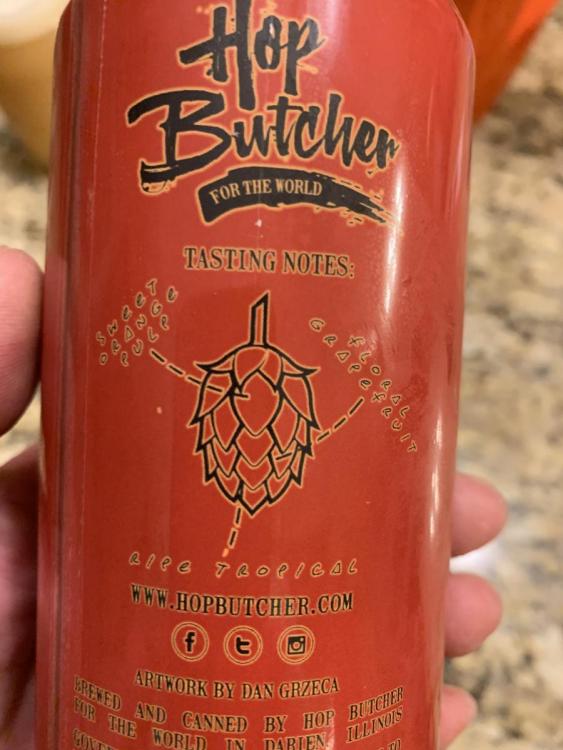 Hop
Butcher
FOR THE WORLD
TASTING NOTES:
SWEET
ORANGE
PULP
FLORAL
GRAPEFRUIT
RIPE TROPICAL
WWW.HOPBUTCHER.COM
f t
ARTWORK BY DAN GRZECA
BREWED AND CANNED BY HOP BUTCHER
FOR THE WORLD IN DARIEN, ILLINOIS